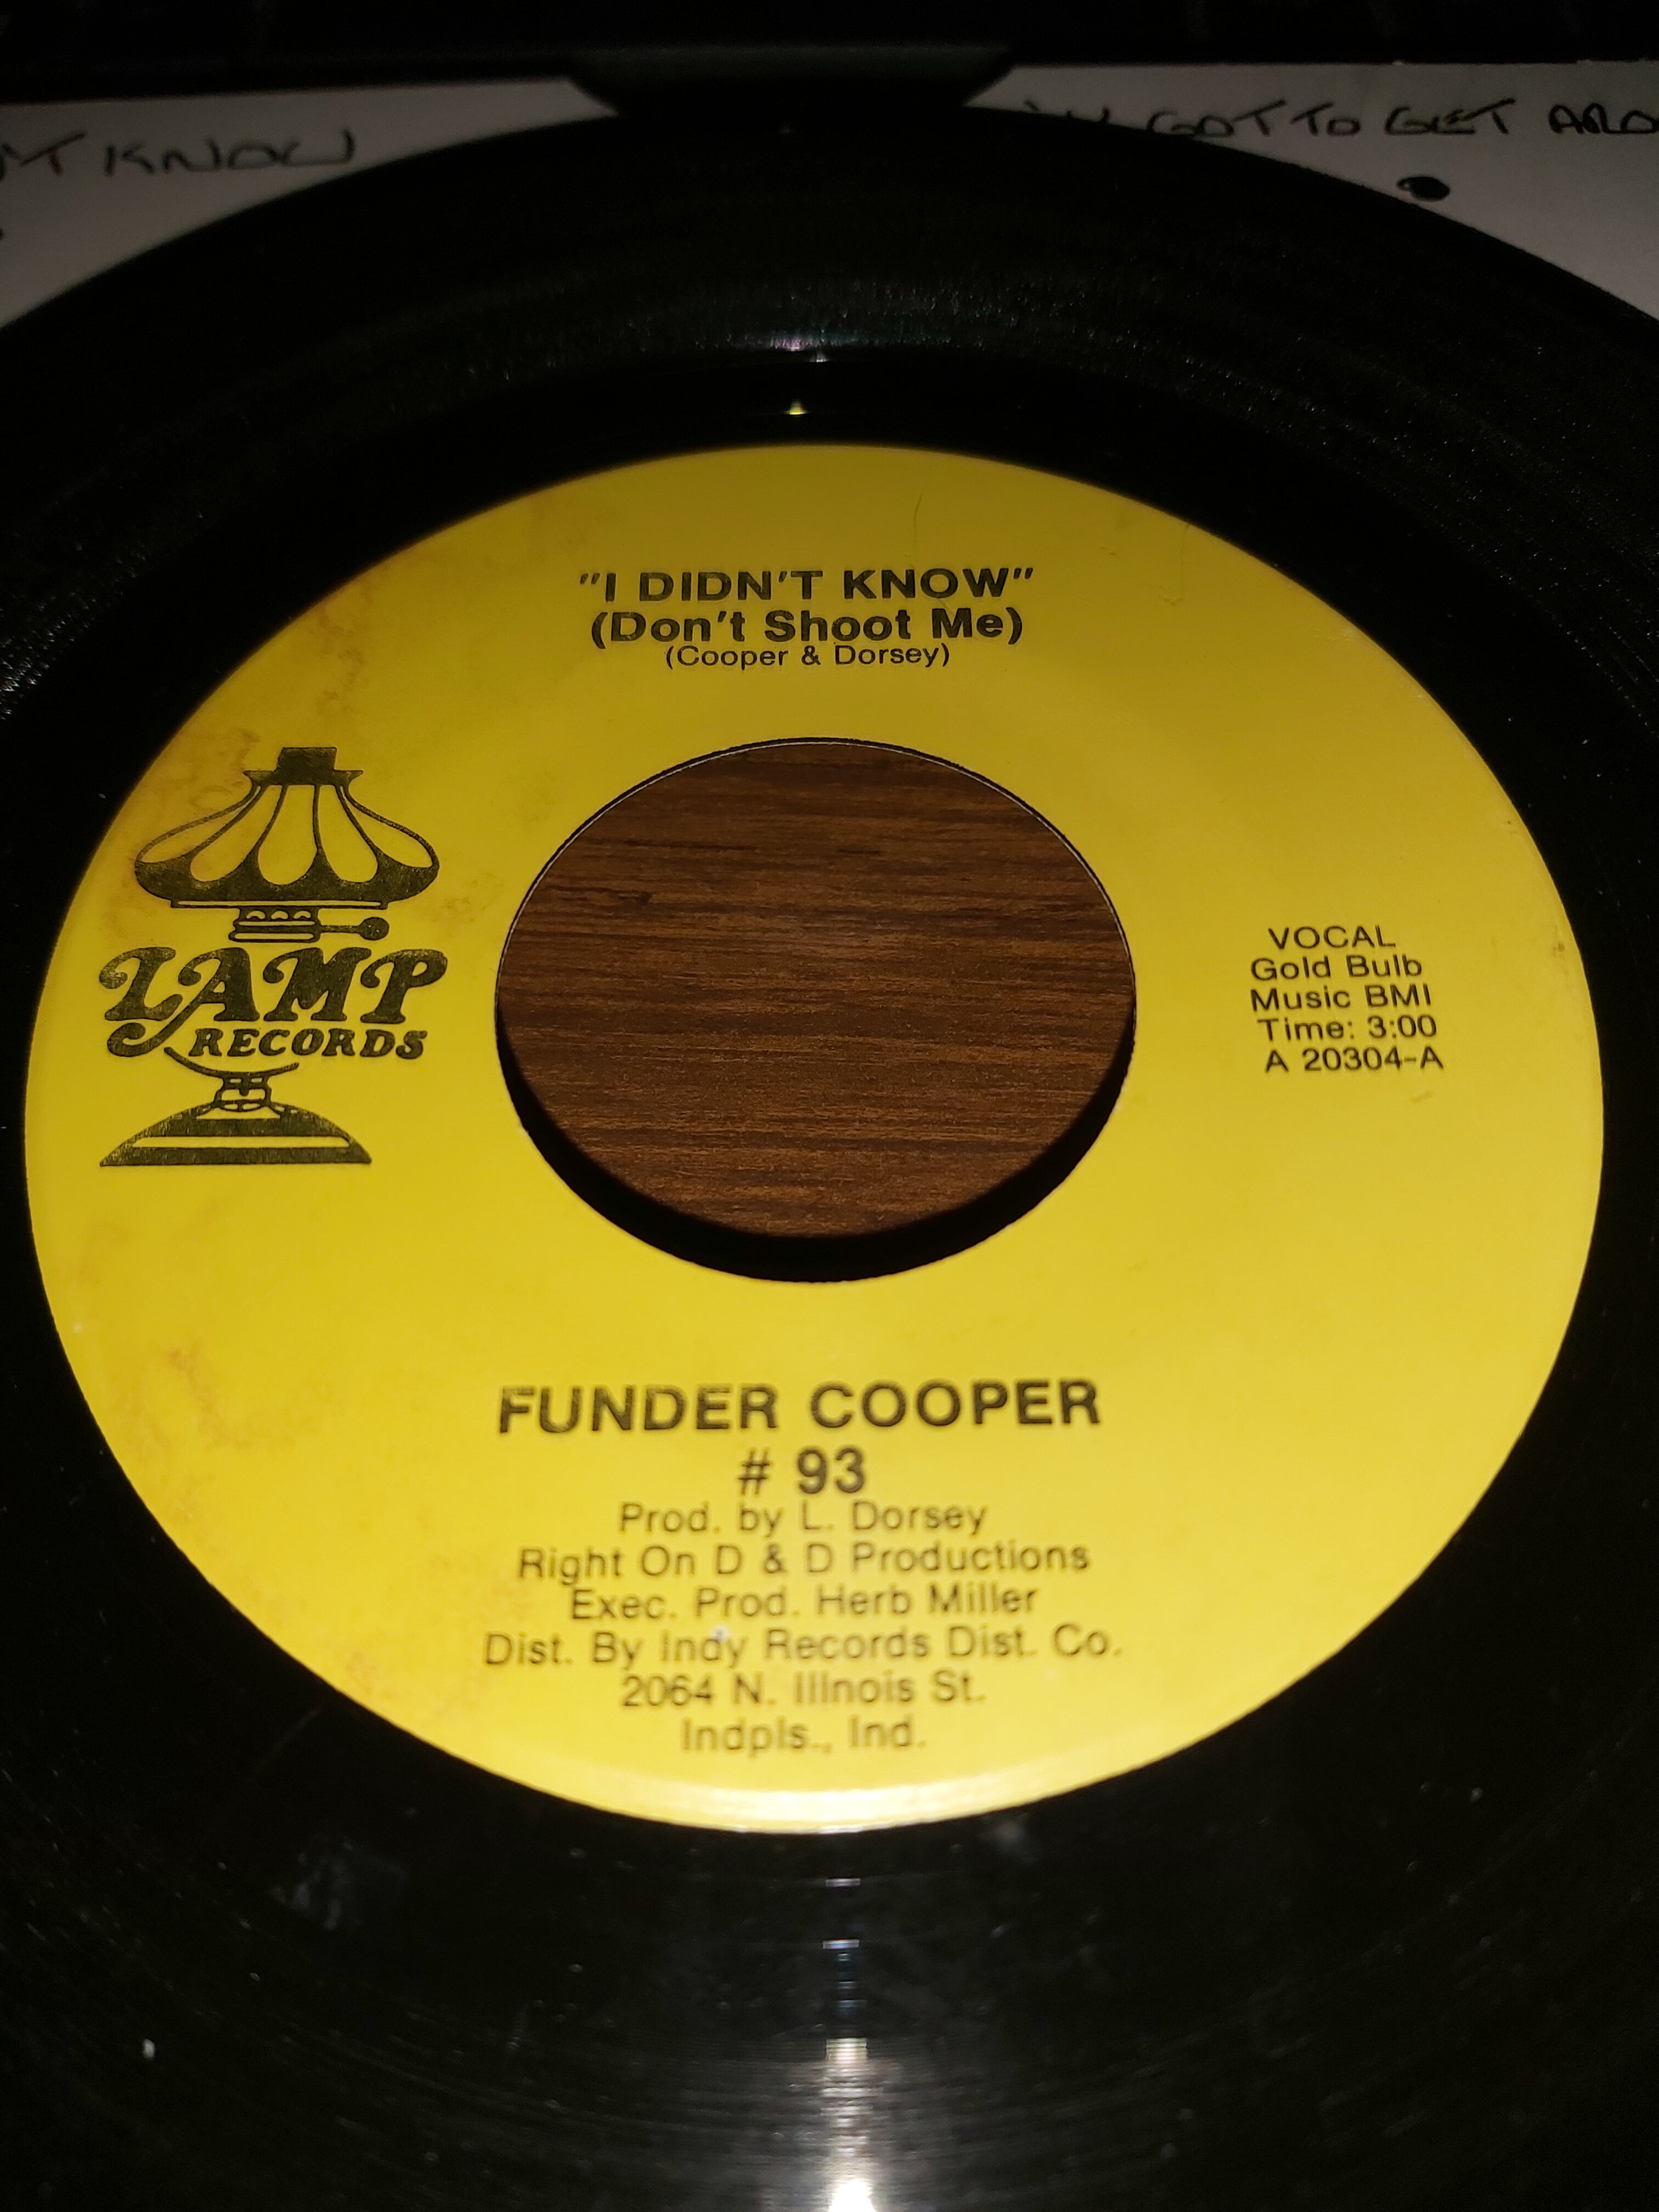 KNOW
GOT TO GET
"I DIDN'T KNOW"
(Don't Shoot Me)
(Cooper & Dorsey)
LAMP
RECORDS
VOCAL
Gold Bulb
Music BMI
Time: 3:00
A 20304-A
FUNDER COOPER
# 93
Prod. by L. Dorsey
Right On D & D Productions
Exec. Prod. Herb Miller
Dist. By Indy Records Dist. Co.
2064 N. Illinois St.
Indpls., Ind.